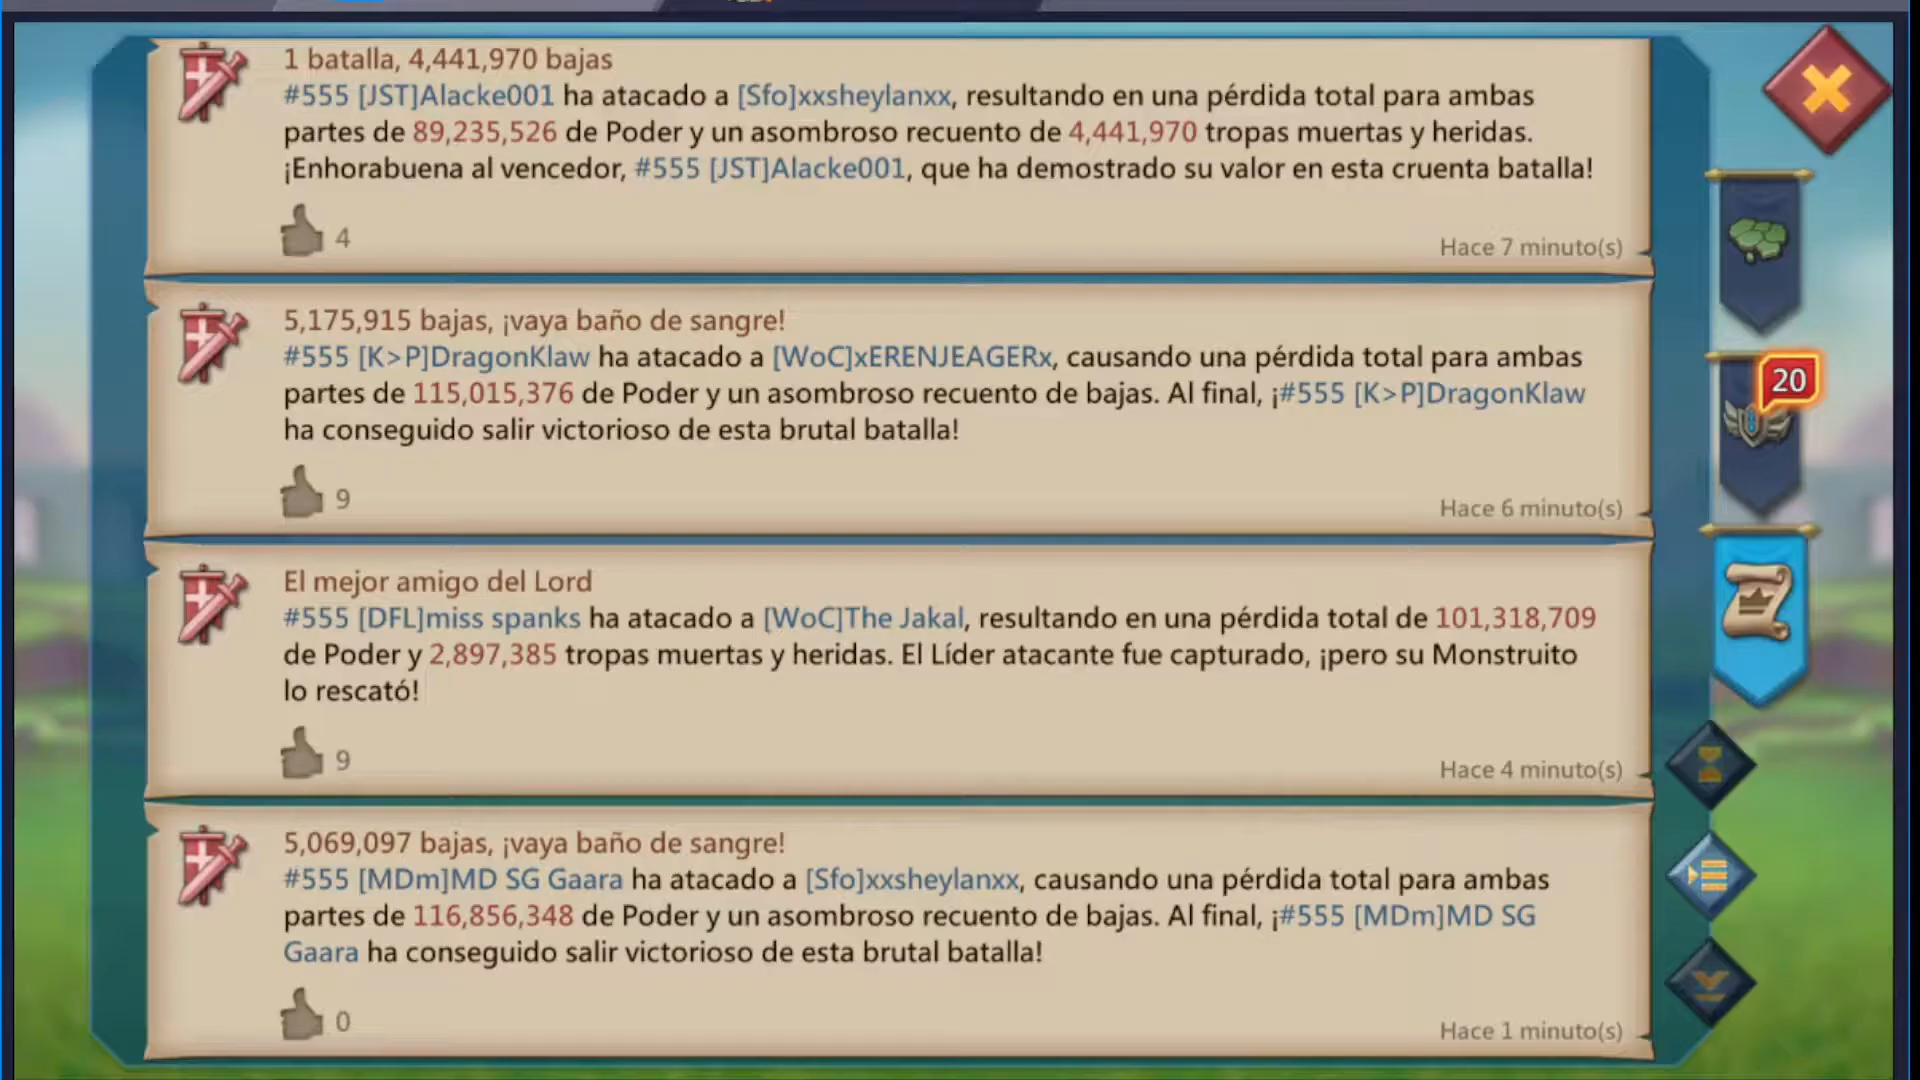 1 batalla, 4,441,970 bajas
#555 [JST]Alacke001 ha atacado a [Sfo]xxsheylanxx, resultando en una pérdida total para ambas
partes de 89,235,526 de Poder y un asombroso recuento de 4,441,970 tropas muertas y heridas.
¡Enhorabuena al vencedor, #555 [JST]Alacke001, que ha demostrado su valor en esta cruenta batalla!
4
Hace 7 minuto(s)
5,175,915 bajas, ¡vaya baño de sangre!
#555 [K>P]DragonKlaw ha atacado a [WoC]xERENJEAGERx, causando una pérdida total para ambas
partes de 115,015,376 de Poder y un asombroso recuento de bajas. Al final, ¡#555 [K>P]DragonKlaw
ha conseguido salir victorioso de esta brutal batalla!
9
Hace 6 minuto(s)
20
El mejor amigo del Lord
#555 [DFL]miss spanks ha atacado a [WoC]The Jakal, resultando en una pérdida total de 101,318,709
de Poder y 2,897,385 tropas muertas y heridas. El Líder atacante fue capturado, ¡pero su Monstruito
lo rescató!
9
Hace 4 minuto(s)
5,069,097 bajas, ¡vaya baño de sangre!
#555 [MDm]MD SG Gaara ha atacado a [Sfo]xxsheylanxx, causando una pérdida total para ambas
partes de 116,856,348 de Poder y un asombroso recuento de bajas. Al final, ¡#555 [MDm]MD SG
Gaara ha conseguido salir victorioso de esta brutal batalla!
0
Hace 1 minuto(s)